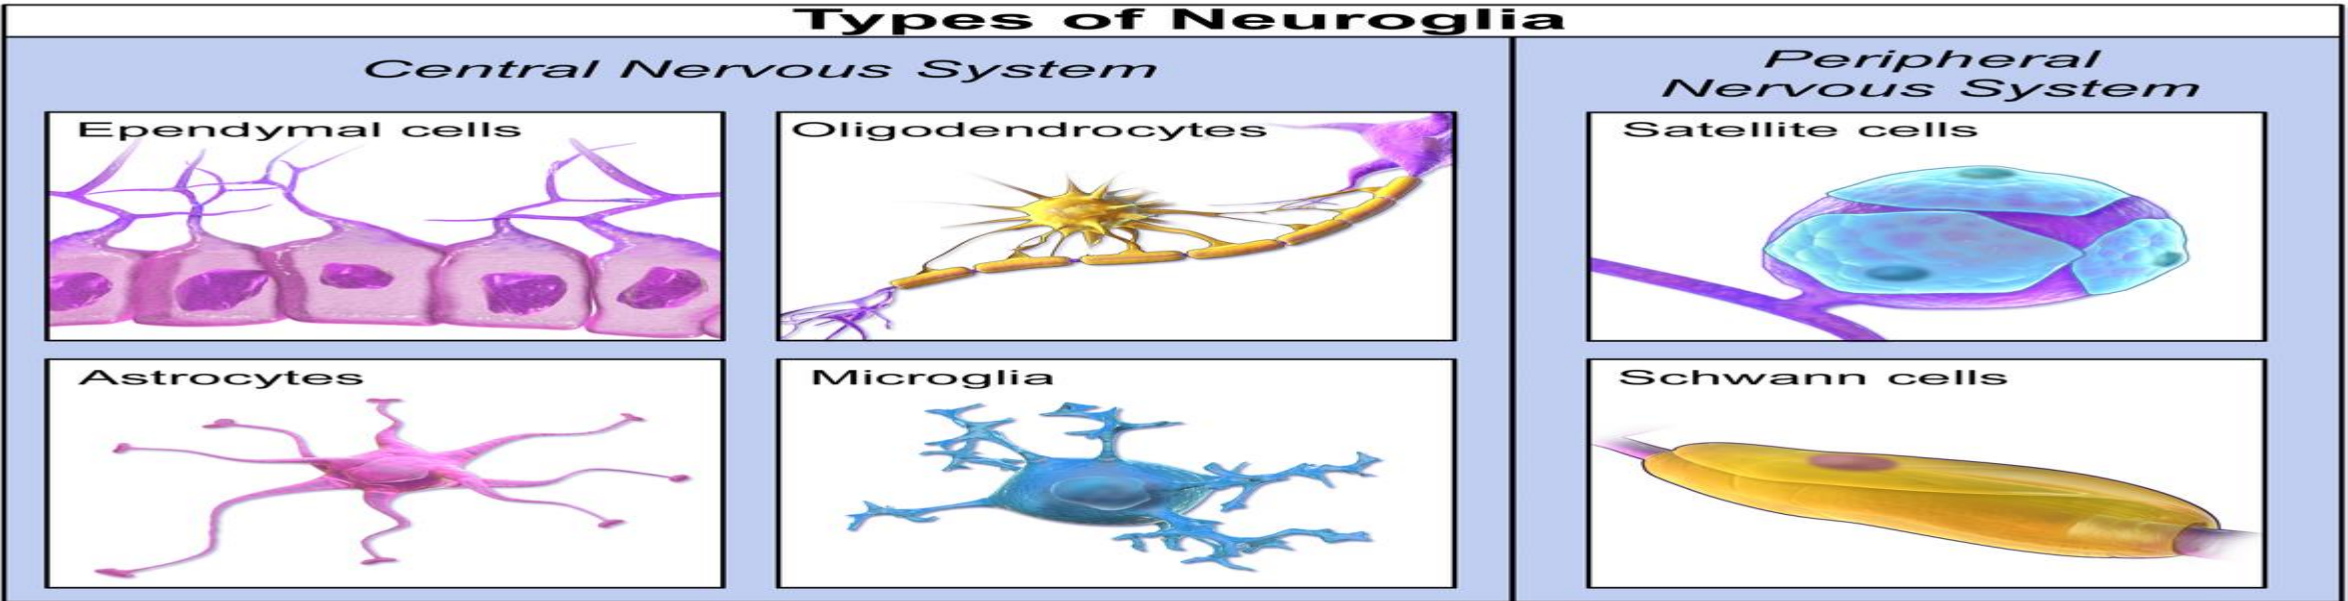 Types of Neuroglia
Central Nervous System
Peripheral
Nervous System
Ependymal cells
Oligodendrocytes
Satellite cells
Astrocytes
Microglia
Schwann cells